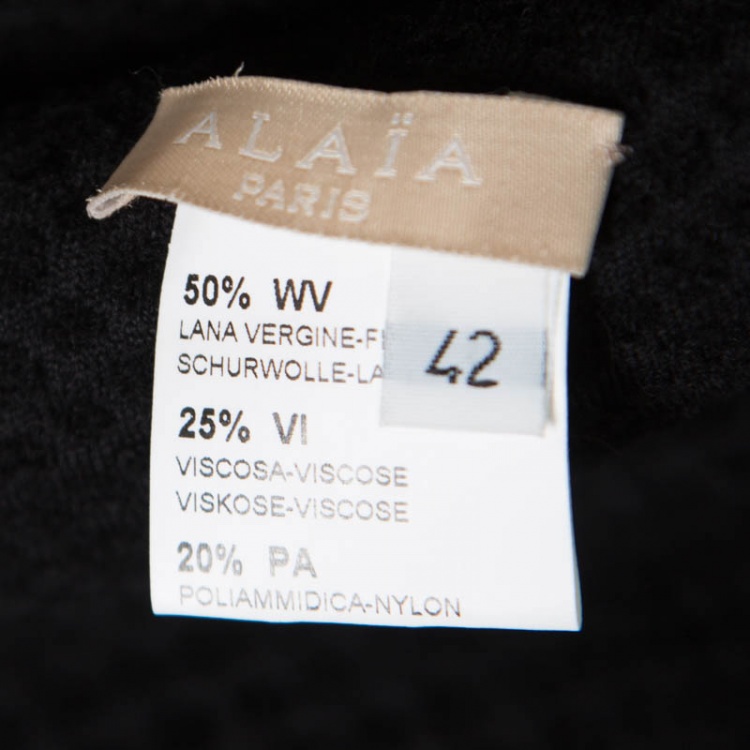 ALAÏA
PARIS
50% WV
LANA VERGINE-F
SCHURWOLLE-LA
42
25% VI
VISCOSA-VISCOSE
VISKOSE-VISCOSE
20% PA
POLIAMMIDICA-NYLON